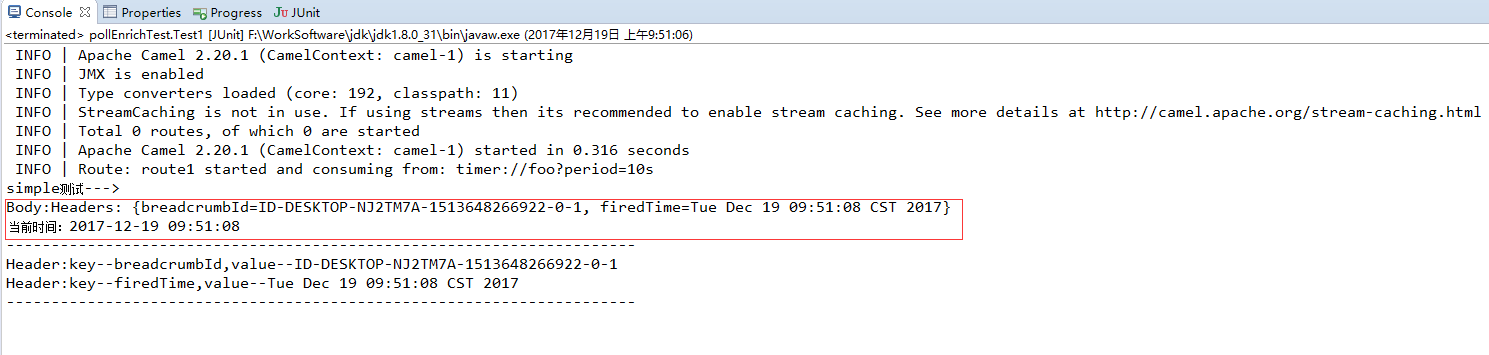 Console Properties Progress JUnit
<terminated> pollEnrichTest.Test1 [JUnit] F:\WorkSoftware\jdk\jdk1.8.0_31\bin\javaw.exe (2017年12月19日 上午9:51:06)
INFO | Apache Camel 2.20.1 (CamelContext: camel-1) is starting
INFO | JMX is enabled
INFO | Type converters loaded (core: 192, classpath: 11)
INFO | StreamCaching is not in use. If using streams then its recommended to enable stream caching. See more details at http://camel.apache.org/stream-caching.html
INFO | Total 0 routes, of which 0 are started
INFO | Apache Camel 2.20.1 (CamelContext: camel-1) started in 0.316 seconds
INFO | Route: route1 started and consuming from: timer://foo?period=10s
simple测试--->
Body:Headers: {breadcrumbId=ID-DESKTOP-NJ2TM7A-1513648266922-0-1, firedTime=Tue Dec 19 09:51:08 CST 2017}
当前时间：2017-12-19 09:51:08
----------------------------------------------------------------------
Header:key--breadcrumbId,value--ID-DESKTOP-NJ2TM7A-1513648266922-0-1
Header:key--firedTime,value--Tue Dec 19 09:51:08 CST 2017
----------------------------------------------------------------------